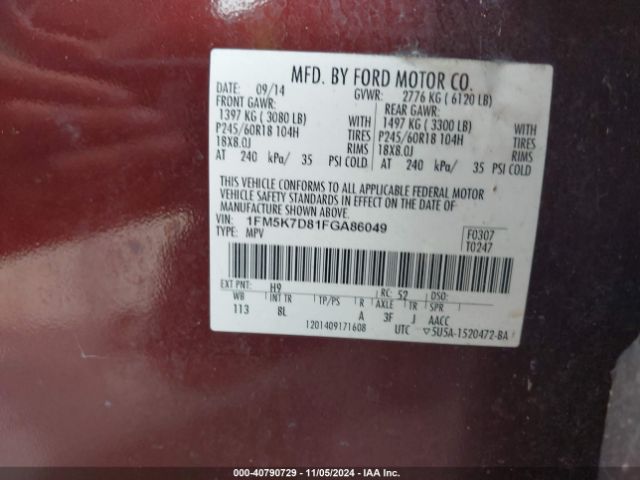 MFD. BY FORD MOTOR CO.
DATE: 09/14 GVWR: 2776 KG ( 6120 LB)
FRONT GAWR: REAR GAWR:
1397 KG ( 3080 LB) WITH 1497 KG ( 3300 LB) WITH
P245/60R18 104H TIRES P245/60R18 104H TIRES
18X8.0J RIMS 18X8.0J RIMS
AT 240 kPa/ 35 PSI COLD AT 240 kPa/ 35 PSI COLD
THIS VEHICLE CONFORMS TO ALL APPLICABLE FEDERAL MOTOR
VEHICLE SAFETY STANDARDS IN EFFECT ON THE DATE OF
MANUFACTURE SHOWN ABOVE.
VIN: 1FM5K7D81FGA86049 F0307
TYPE: MPV T0247
EXT PNT: H9 RC: 52 DSO:
WB INT TR TP/PS R AXLE TR SPR
113 8L A 3F J AACC
1201409171608 UTC ▽5U5A-1520472-BA
000-40790729 - 11/05/2024 - IAA Inc.